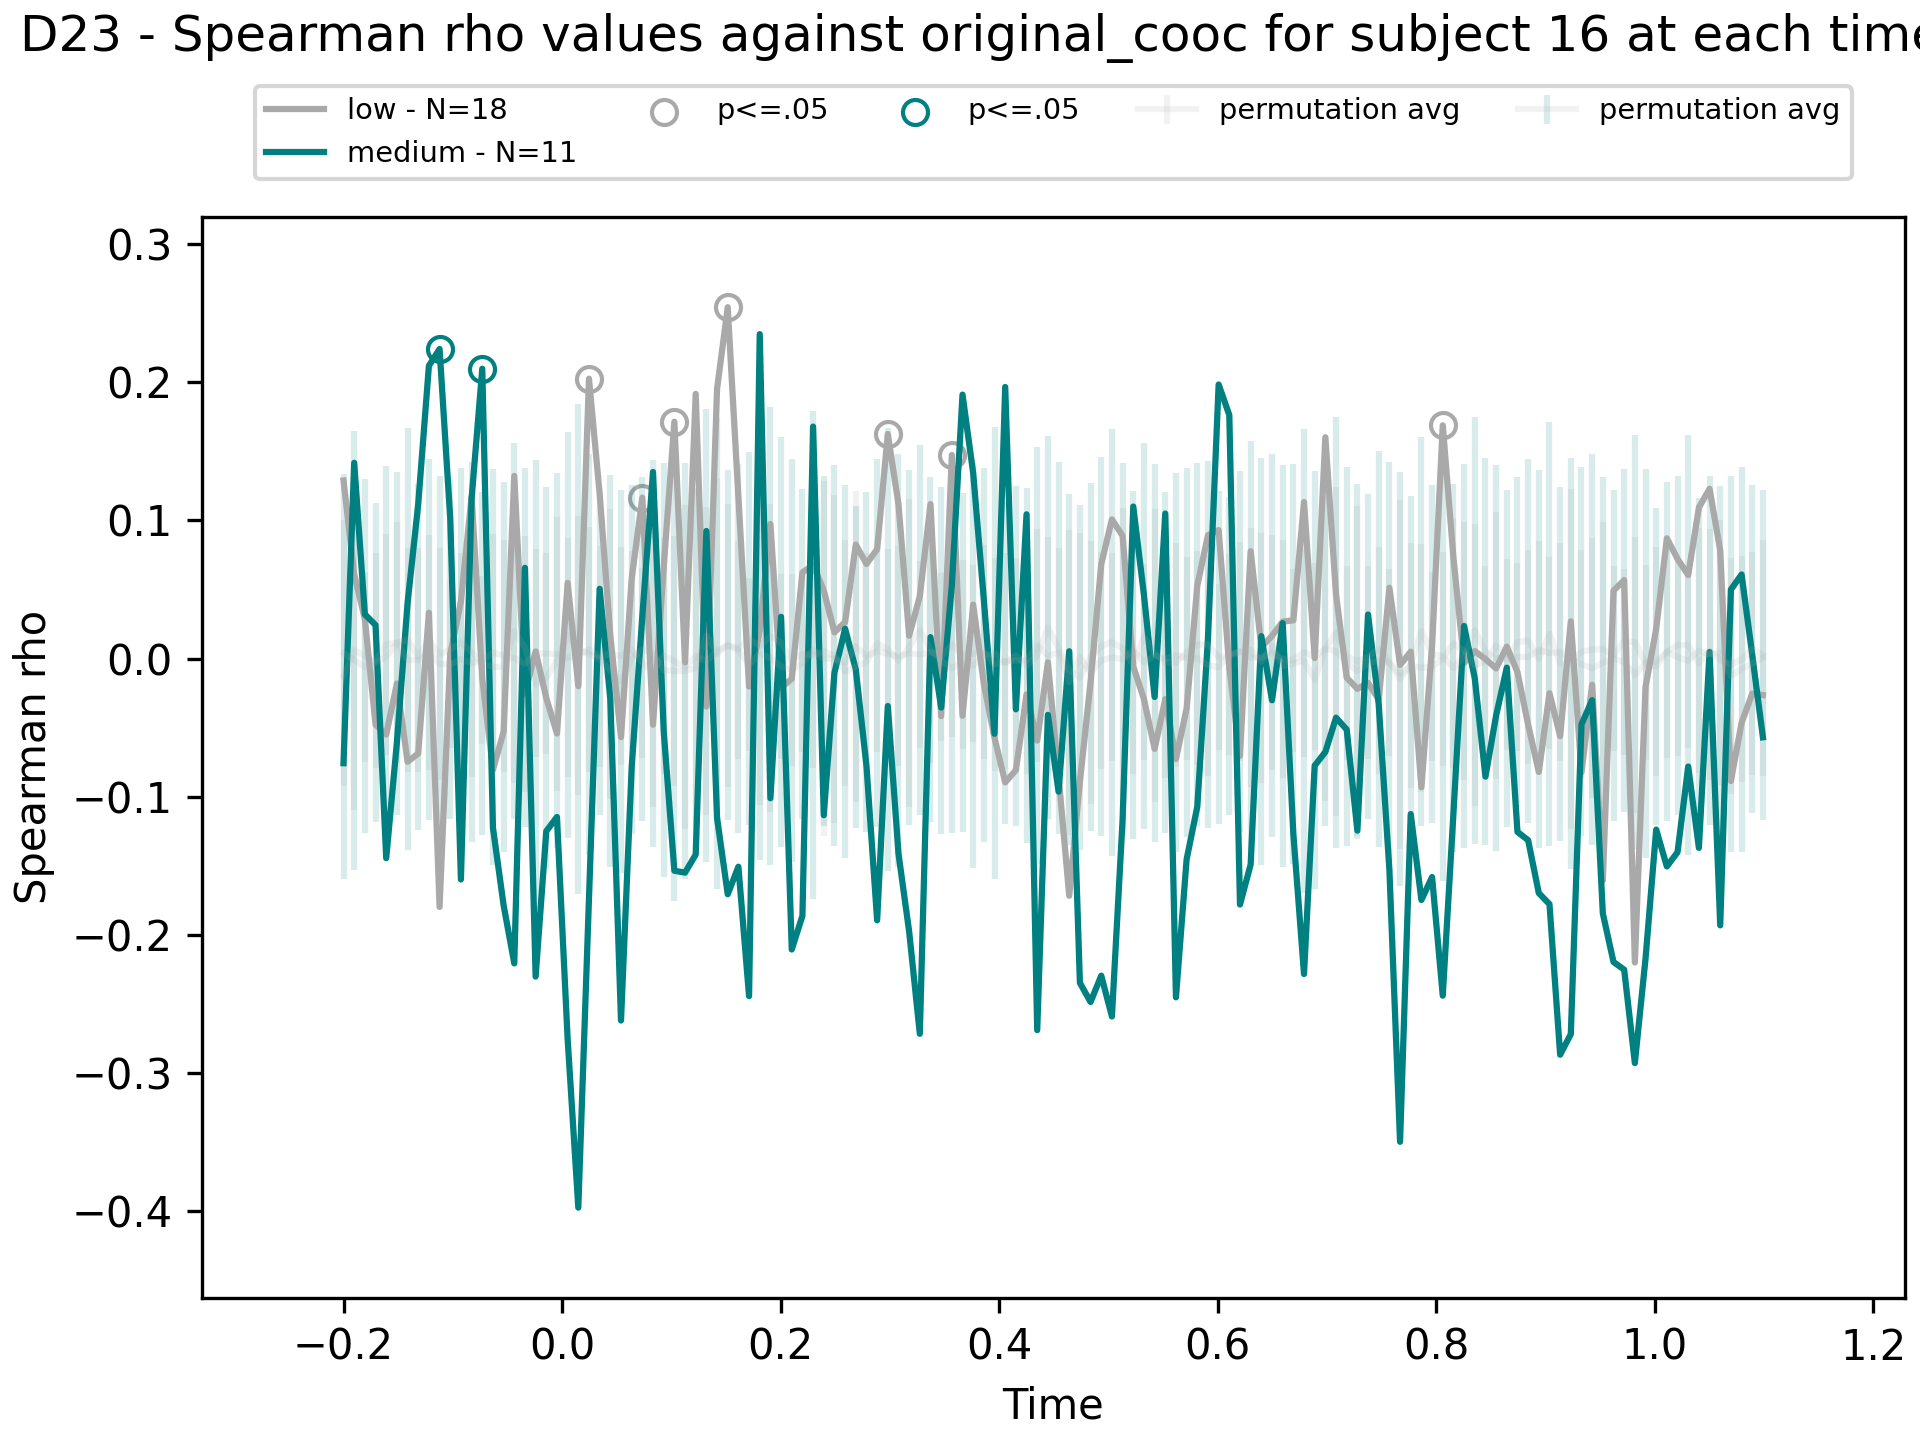 D23 - Spearman rho values against original_cooc for subject 16 at each time
low - N=18
medium - N=11
p<=.05
p<=.05
permutation avg
permutation avg
0.3
0.2
0.1
0.0
−0.1
−0.2
−0.3
−0.4
Spearman rho
−0.2 0.0 0.2 0.4 0.6 0.8 1.0 1.2
Time